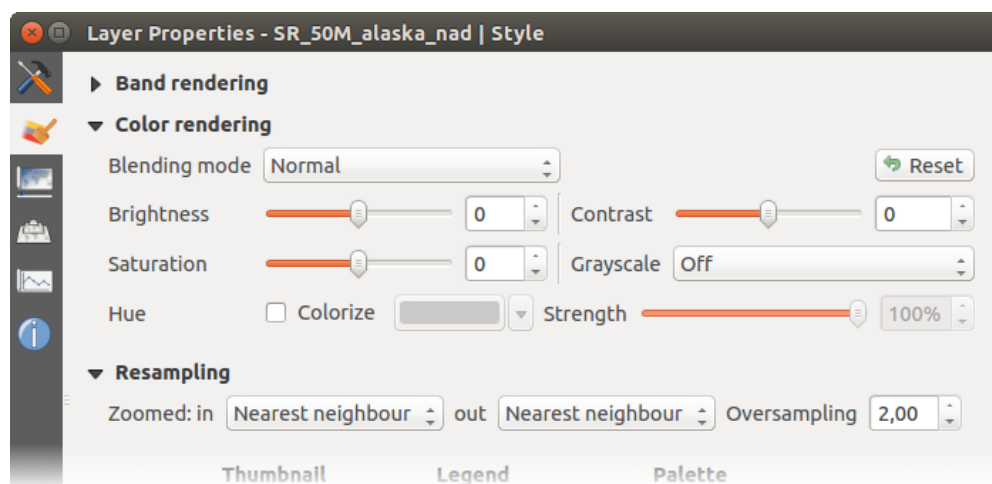 Layer Properties - SR_50M_alaska_nad | Style
Band rendering
Color rendering
Blending mode Normal Reset
Brightness 0 Contrast 0
Saturation 0 Grayscale Off
Hue Colorize Strength 100%
Resampling
Zoomed: in Nearest neighbour out Nearest neighbour Oversampling 2,00
Thumbnail Legend Palette